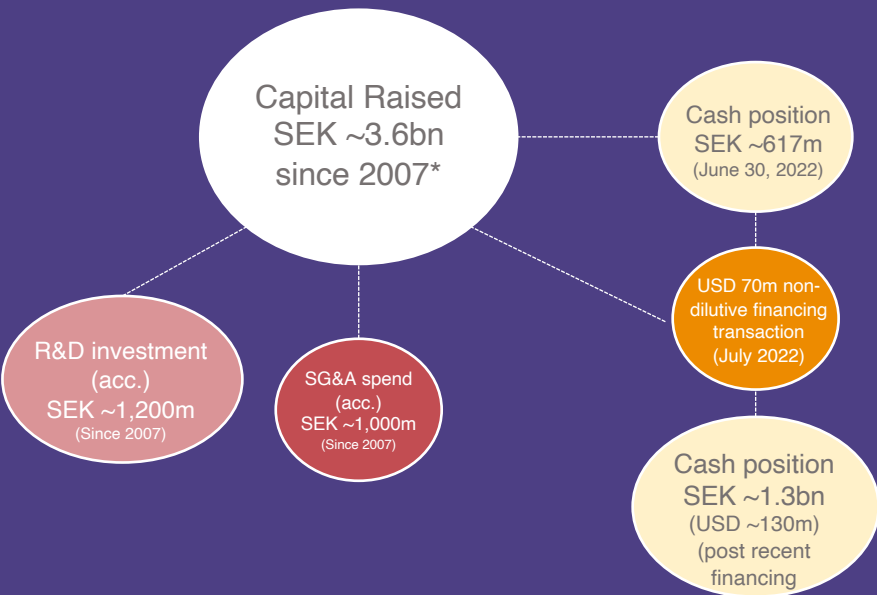 Capital Raised
SEK ~3.6bn
since 2007*
Cash position
SEK ~617m
(June 30, 2022)
USD 70m non-
dilutive financing
transaction
(July 2022)
R&D investment
(acc.)
SEK ~1,200m
(Since 2007)
SG&A spend
(acc.)
SEK ~1,000m
(Since 2007)
Cash position
SEK ~1.3bn
(USD ~130m)
(post recent
financing